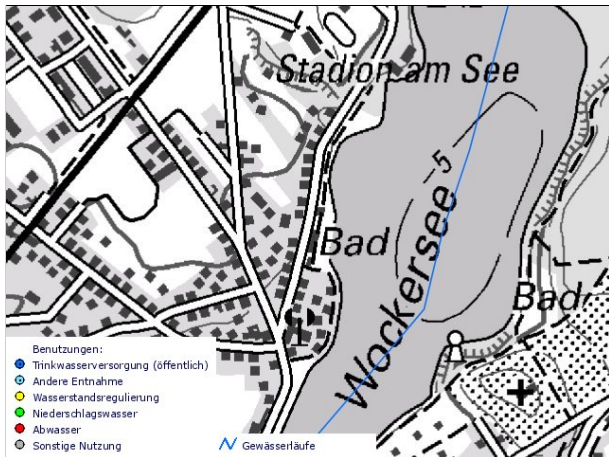 Stadion am See
5
Bad
Wockersee
Bad
Benutzungen:
Trinkwasserversorgung (öffentlich)
Andere Entnahme
Wasserstandsregulierung
Niederschlagswasser
Abwasser
Sonstige Nutzung
Gewässerläufe